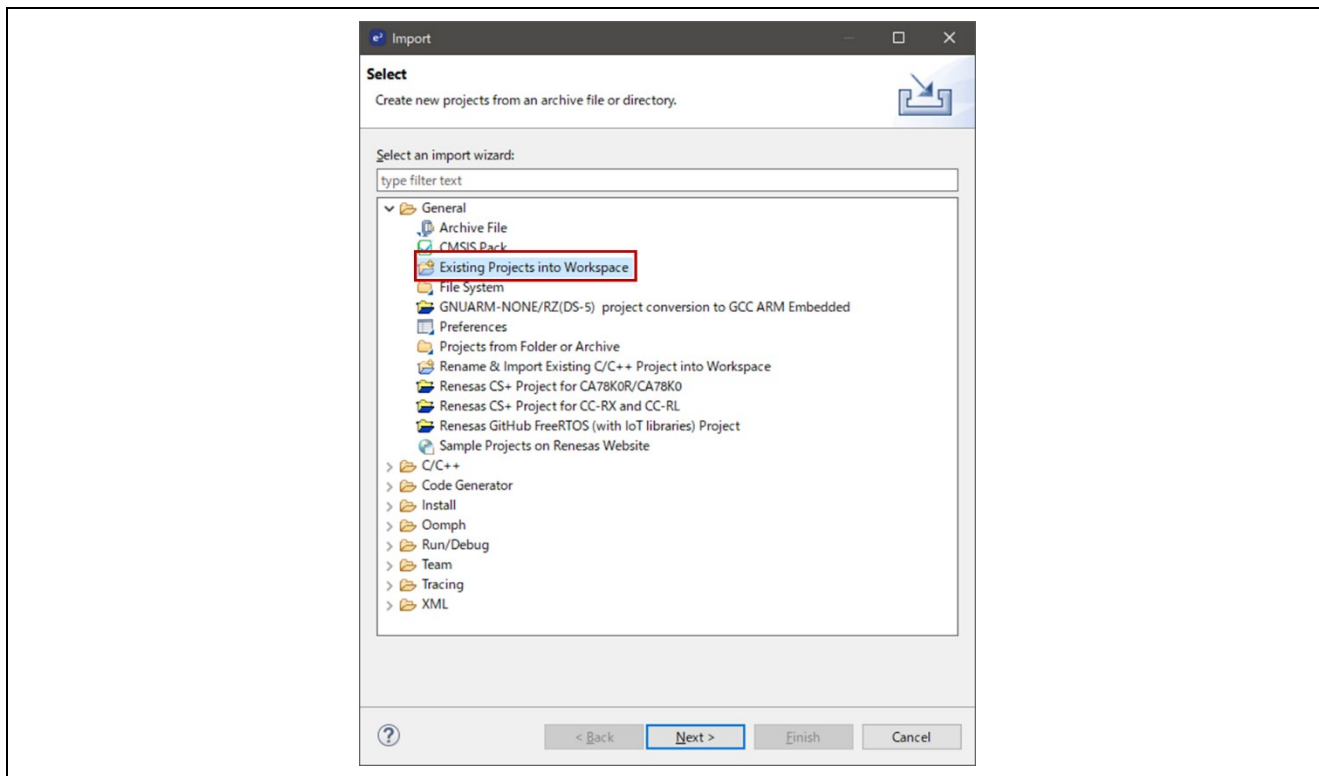 e² Import
Select
Create new projects from an archive file or directory.
Select an import wizard:
type filter text
General
Archive File
CMSIS Pack
Existing Projects into Workspace
File System
GNUARM-NONE/RZ(DS-5) project conversion to GCC ARM Embedded
Preferences
Projects from Folder or Archive
Rename & Import Existing C/C++ Project into Workspace
Renesas CS+ Project for CA78K0R/CA78K0
Renesas CS+ Project for CC-RX and CC-RL
Renesas GitHub FreeRTOS (with IoT libraries) Project
Sample Projects on Renesas Website
C/C++
Code Generator
Install
Oomph
Run/Debug
Team
Tracing
XML
? < Back Next > Finish Cancel